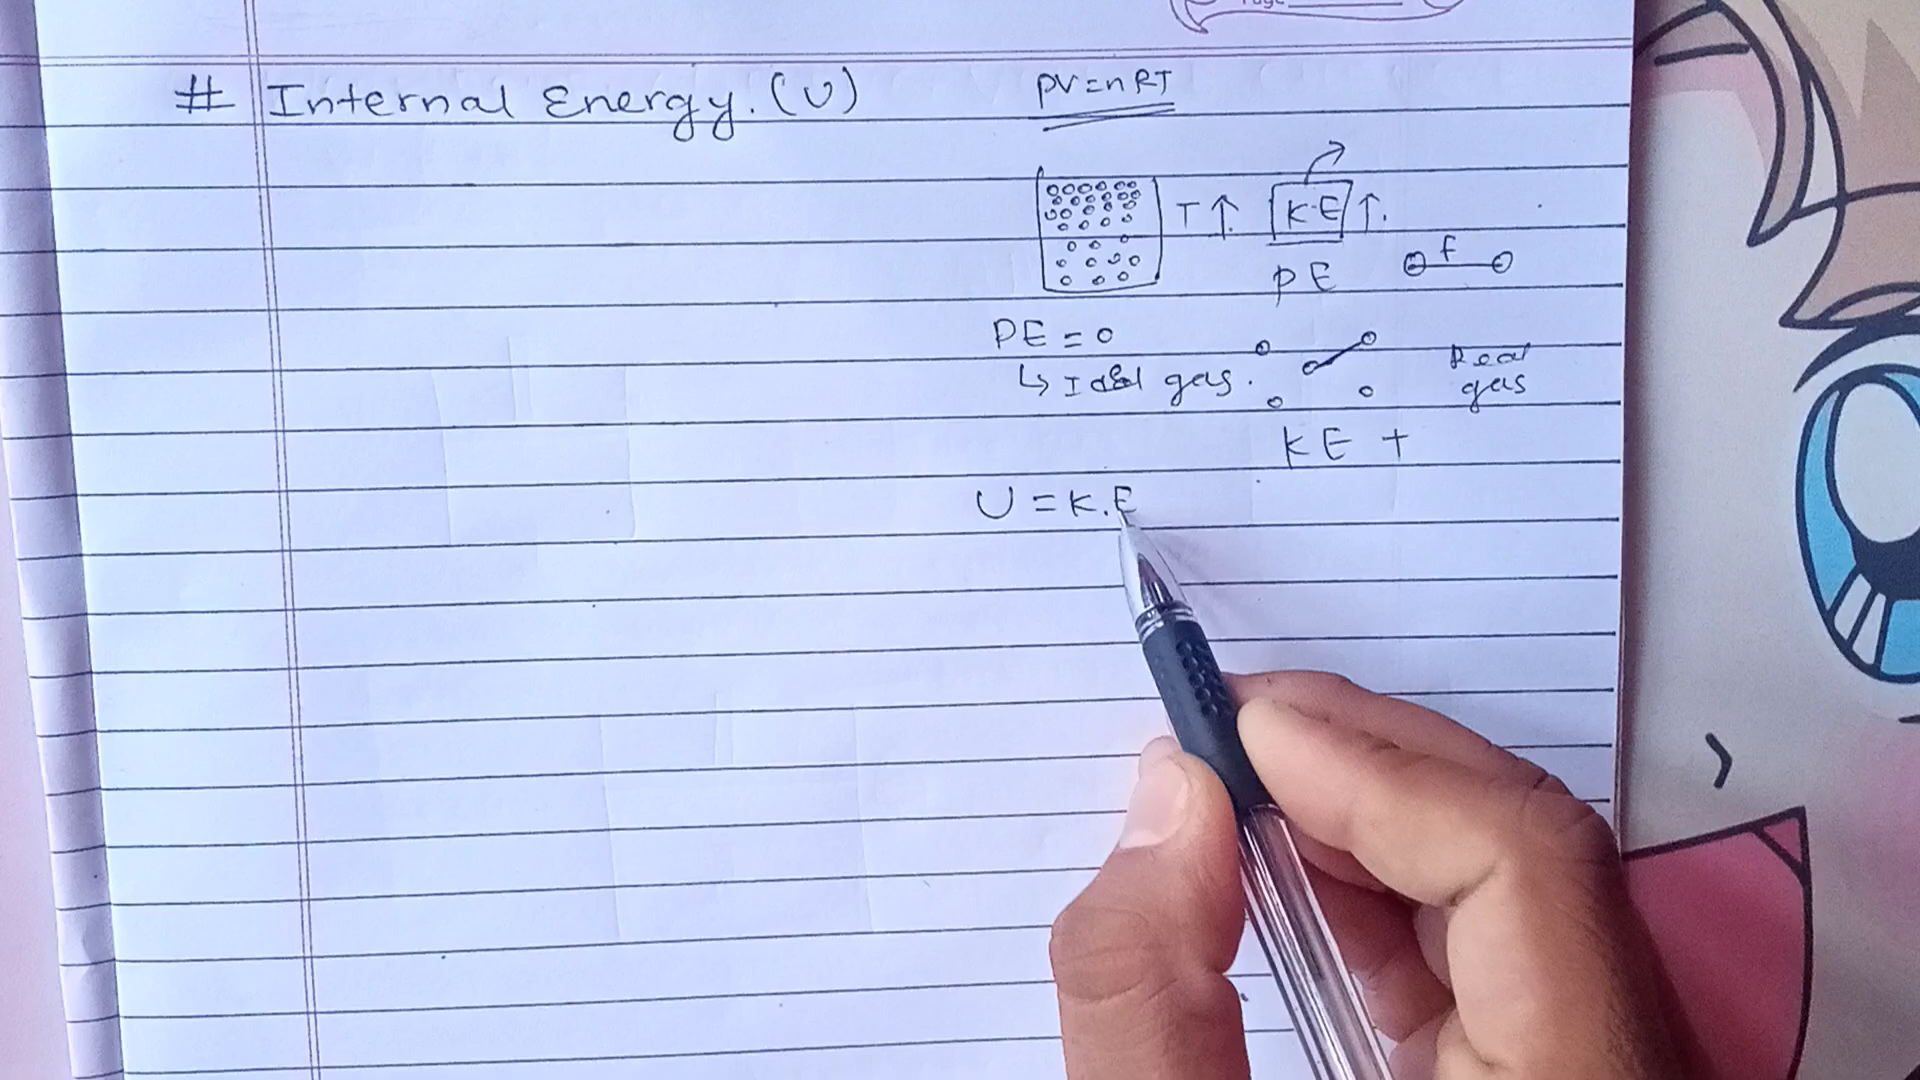 # Internal Energy. (U)
PV=nRT
T↑ K.E ↑.
f
PE
PE = 0
↳ Ideal gas.
Real
gas
KE +
U = K.E